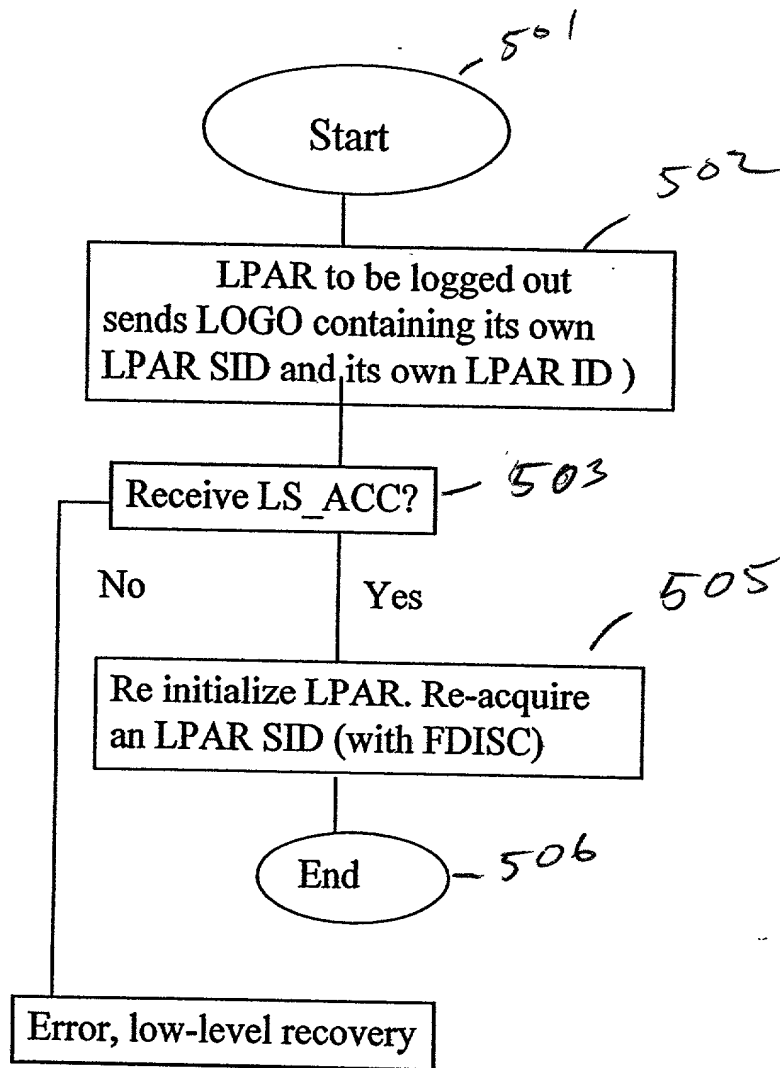 501
Start
502
LPAR to be logged out
sends LOGO containing its own
LPAR SID and its own LPAR ID )
Receive LS_ACC?
503
No
Yes
505
Re initialize LPAR. Re-acquire
an LPAR SID (with FDISC)
End
506
Error, low-level recovery